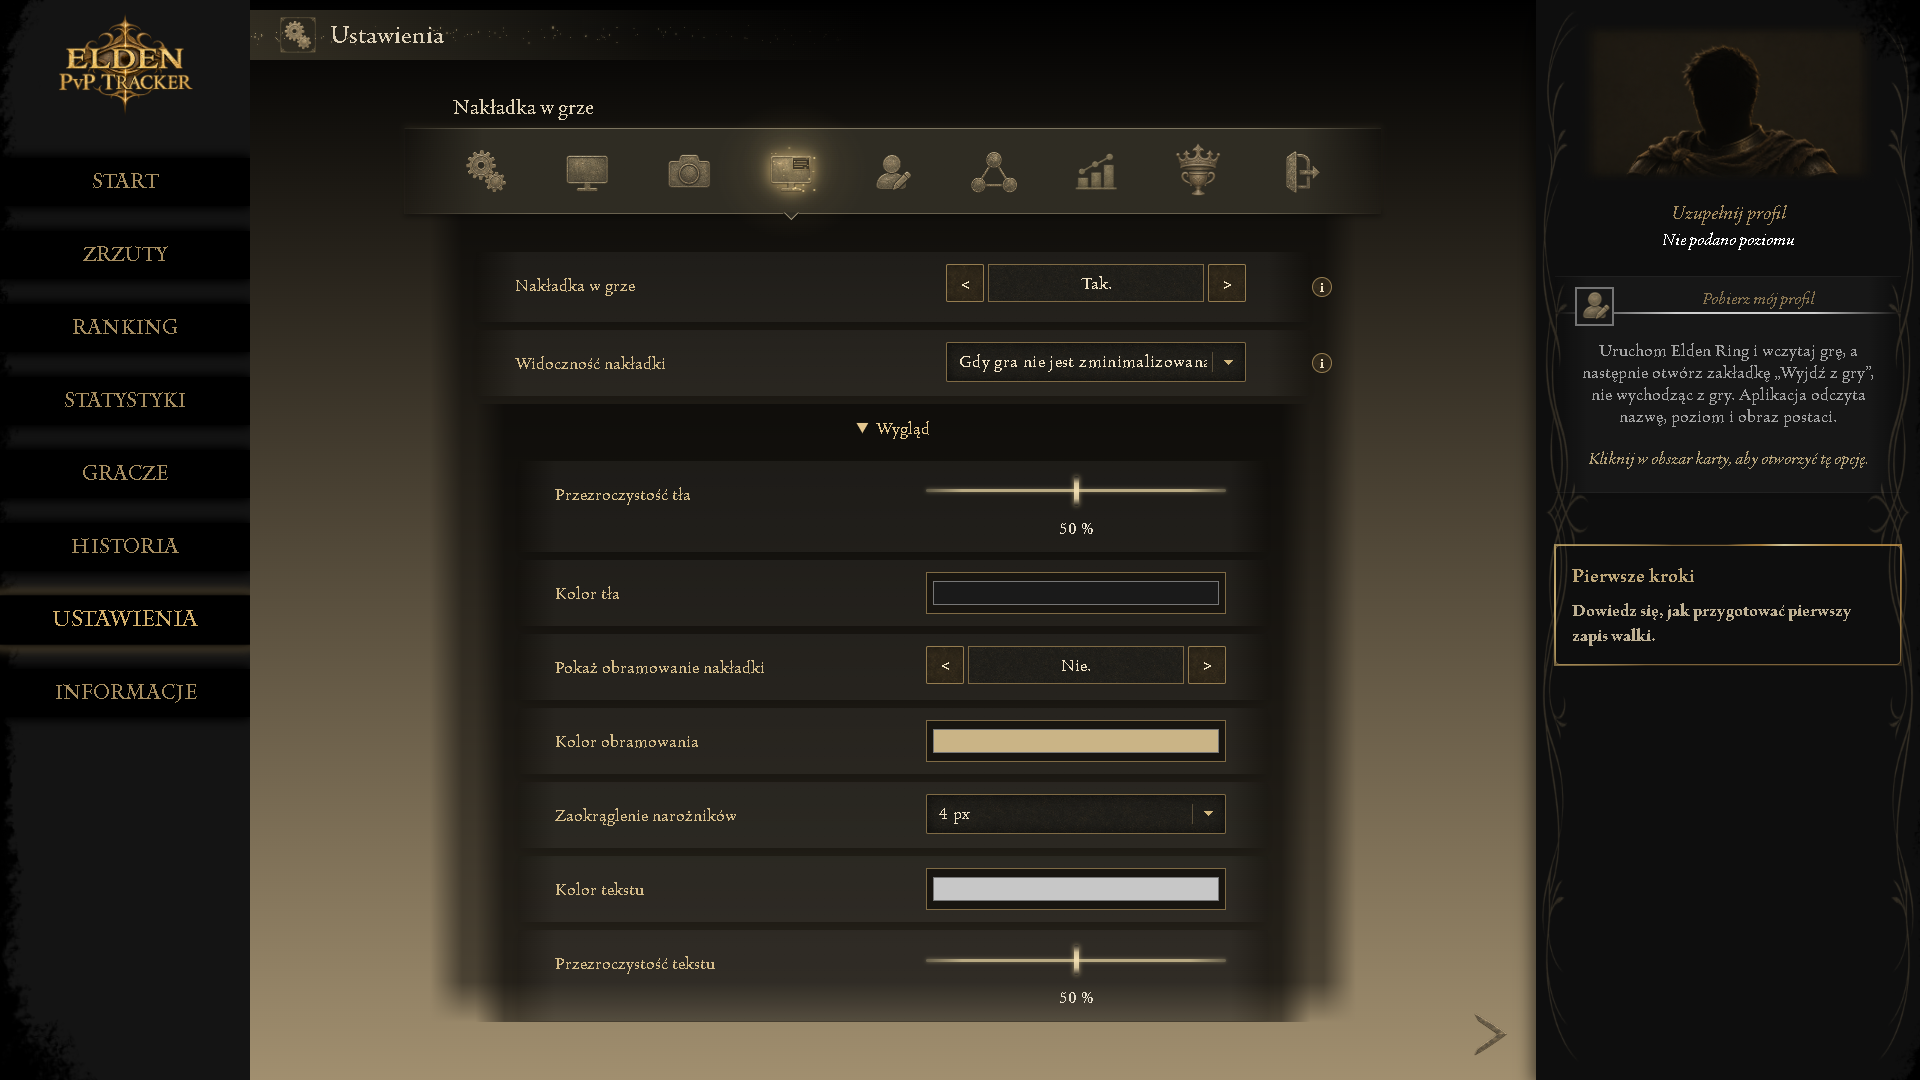 ELDEN
PVP TRACKER
START
ZRZUTY
RANKING
STATYSTYKI
GRACZE
HISTORIA
USTAWIENIA
INFORMACJE
Ustawienia
Nakładka w grze
Nakładka w grze
<
Tak.
>
i
Widoczność nakładki
Gdy gra nie jest zminimalizowana
i
▼ Wygląd
Przezroczystość tła
50 %
Kolor tła
Pokaż obramowanie nakładki
<
Nie.
>
Kolor obramowania
Zaokrąglenie narożników
4 px
Kolor tekstu
Przezroczystość tekstu
50 %
Uzupełnij profil
Nie podano poziomu
Pobierz mój profil
Uruchom Elden Ring i wczytaj grę, a
następnie otwórz zakładkę „Wyjdź z gry”,
nie wychodząc z gry. Aplikacja odczyta
nazwę, poziom i obraz postaci.
Kliknij w obszar karty, aby otworzyć tę opcję.
Pierwsze kroki
Dowiedz się, jak przygotować pierwszy
zapis walki.